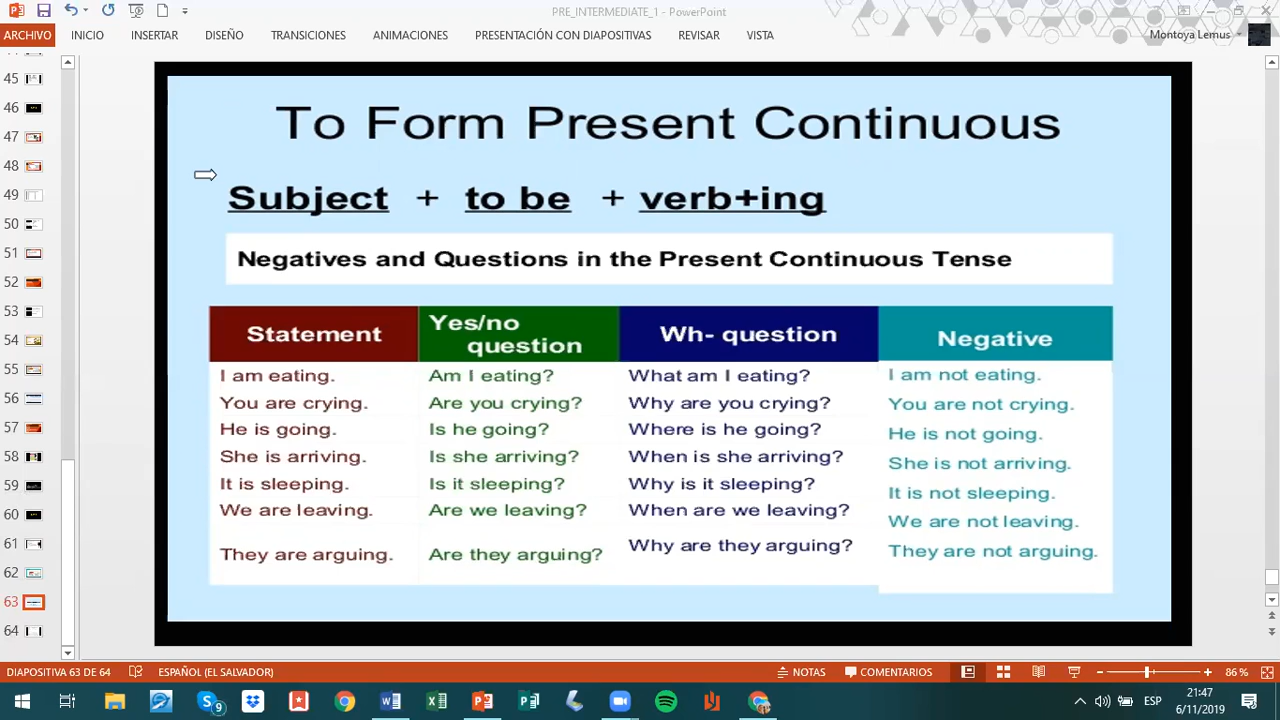 PRE_INTERMEDIATE_1 - PowerPoint
ARCHIVO INICIO INSERTAR DISEÑO TRANSICIONES ANIMACIONES PRESENTACIÓN CON DIAPOSITIVAS REVISAR VISTA Montoya Lemus
45
46
47
48
49
50
51
52
53
54
55
56
57
58
59
60
61
62
63
64
To Form Present Continuous
Subject + to be + verb+ing
Negatives and Questions in the Present Continuous Tense
Statement Yes/no question Wh- question Negative
I am eating. Am I eating? What am I eating? I am not eating.
You are crying. Are you crying? Why are you crying? You are not crying.
He is going. Is he going? Where is he going? He is not going.
She is arriving. Is she arriving? When is she arriving? She is not arriving.
It is sleeping. Is it sleeping? Why is it sleeping? It is not sleeping.
We are leaving. Are we leaving? When are we leaving? We are not leaving.
They are arguing. Are they arguing? Why are they arguing? They are not arguing.
DIAPOSITIVA 63 DE 64 ESPAÑOL (EL SALVADOR) NOTAS COMENTARIOS 86 %
9 ESP 21:47
6/11/2019